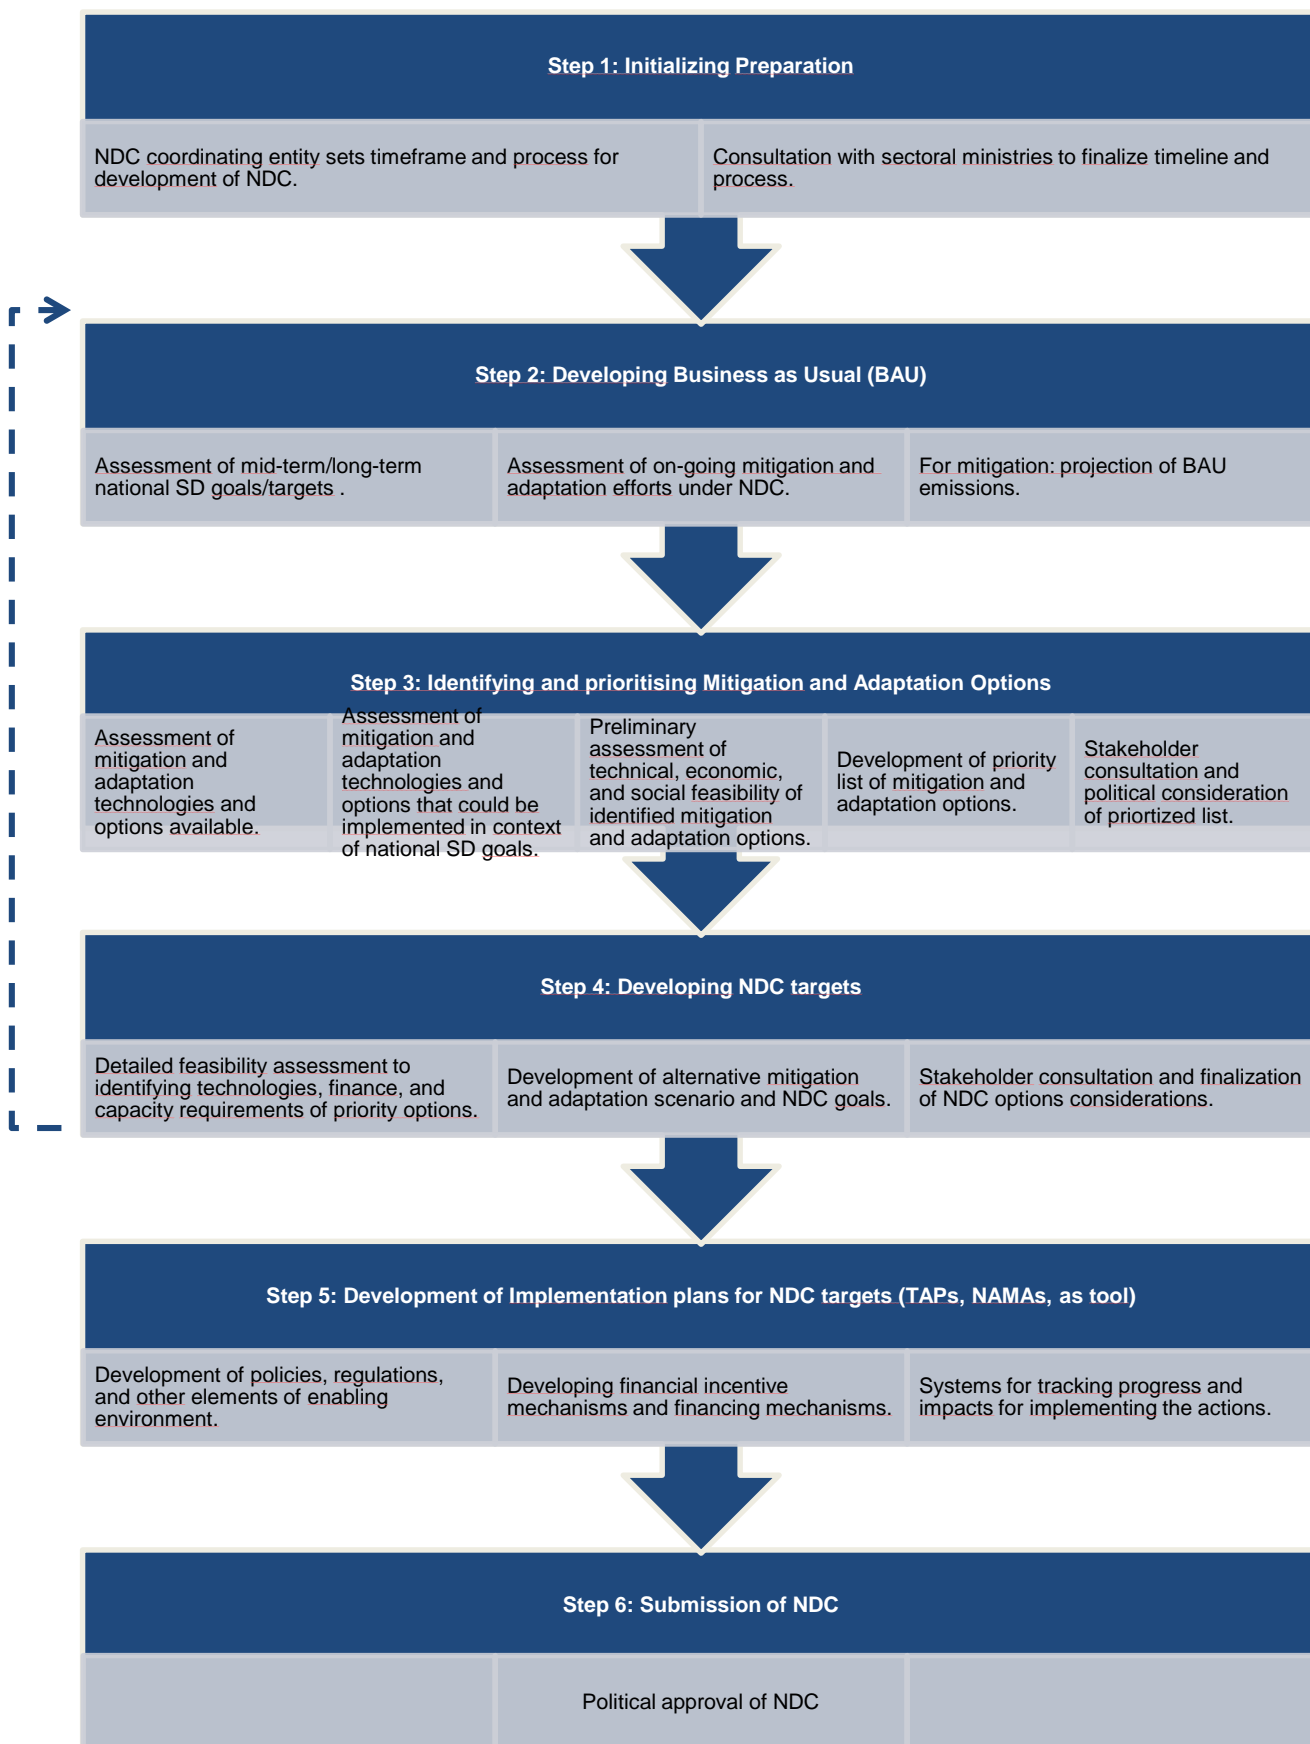 Step 1: Initializing Preparation
NDC coordinating entity sets timeframe and process for
development of NDC.
Consultation with sectoral ministries to finalize timeline and
process.
Step 2: Developing Business as Usual (BAU)
Assessment of mid-term/long-term
national SD goals/targets .
Assessment of on-going mitigation and
adaptation efforts under NDC.
For mitigation: projection of BAU
emissions.
Step 3: Identifying and prioritising Mitigation and Adaptation Options
Assessment of
mitigation and
adaptation
technologies and
options available.
Assessment of
mitigation and
adaptation
technologies and
options that could be
implemented in context
of national SD goals.
Preliminary
assessment of
technical, economic,
and social feasibility of
identified mitigation
and adaptation options.
Development of priority
list of mitigation and
adaptation options.
Stakeholder
consultation and
political consideration
of priortized list.
Step 4: Developing NDC targets
Detailed feasibility assessment to
identifying technologies, finance, and
capacity requirements of priority options.
Development of alternative mitigation
and adaptation scenario and NDC goals.
Stakeholder consultation and finalization
of NDC options considerations.
Step 5: Development of Implementation plans for NDC targets (TAPs, NAMAs, as tool)
Development of policies, regulations,
and other elements of enabling
environment.
Developing financial incentive
mechanisms and financing mechanisms.
Systems for tracking progress and
impacts for implementing the actions.
Step 6: Submission of NDC
Political approval of NDC